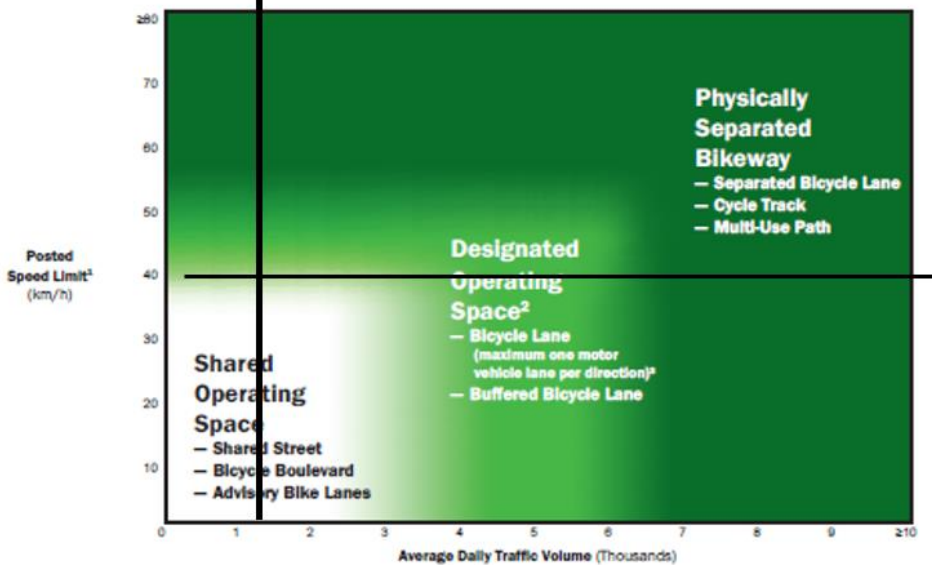 ≥80
70
60
50
40
30
20
10
Posted
Speed Limit¹
(km/h)
Physically
Separated
Bikeway
— Separated Bicycle Lane
— Cycle Track
— Multi-Use Path
Designated
Operating
Space²
— Bicycle Lane
(maximum one motor
vehicle lane per direction)³
— Buffered Bicycle Lane
Shared
Operating
Space
— Shared Street
— Bicycle Boulevard
— Advisory Bike Lanes
0 1 2 3 4 5 6 7 8 9 ≥10
Average Daily Traffic Volume (Thousands)